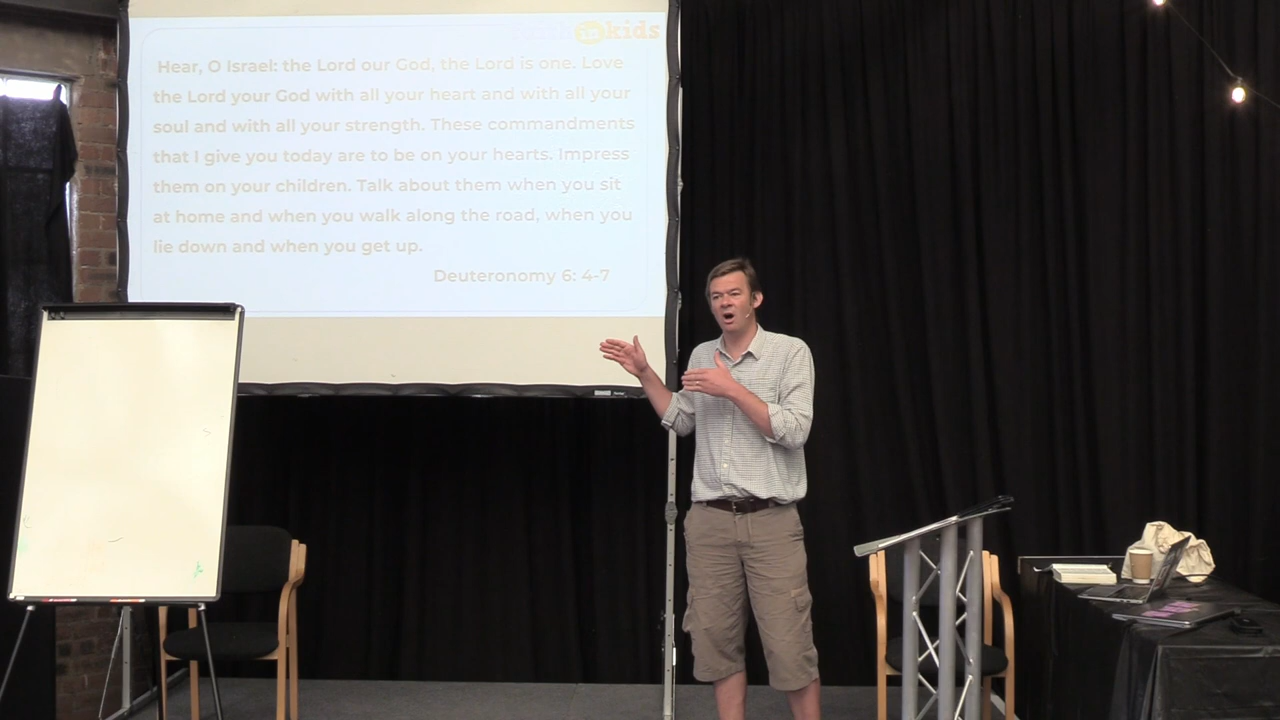 faith in kids
Hear, O Israel: the Lord our God, the Lord is one. Love
the Lord your God with all your heart and with all your
soul and with all your strength. These commandments
that I give you today are to be on your hearts. Impress
them on your children. Talk about them when you sit
at home and when you walk along the road, when you
lie down and when you get up.
Deuteronomy 6: 4-7